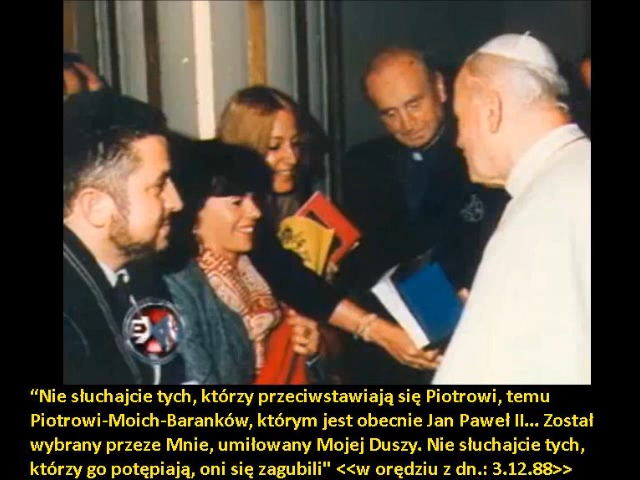 “Nie słuchajcie tych, którzy przeciwstawiają się Piotrowi, temu
Piotrowi-Moich-Baranków, którym jest obecnie Jan Paweł II... Został
wybrany przeze Mnie, umiłowany Mojej Duszy. Nie słuchajcie tych,
którzy go potępiają, oni się zagubili" <<w orędziu z dn.: 3.12.88>>